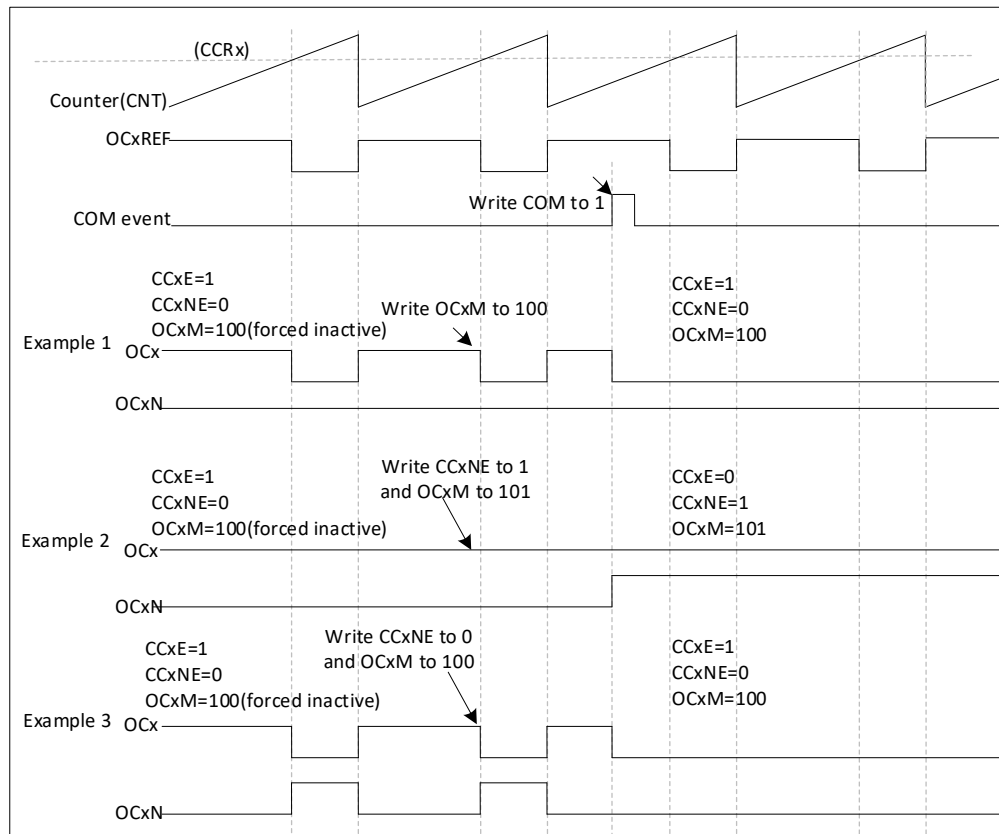 (CCRx)
Counter(CNT)
OCxREF
Write COM to 1
COM event
CCxE=1
CCxNE=0
OCxM=100(forced inactive)
Write OCxM to 100
CCxE=1
CCxNE=0
OCxM=100
Example 1
OCx
OCxN
CCxE=1
CCxNE=0
OCxM=100(forced inactive)
Write CCxNE to 1
and OCxM to 101
CCxE=0
CCxNE=1
OCxM=101
Example 2
OCx
OCxN
CCxE=1
CCxNE=0
OCxM=100(forced inactive)
Write CCxNE to 0
and OCxM to 100
CCxE=1
CCxNE=0
OCxM=100
Example 3
OCx
OCxN